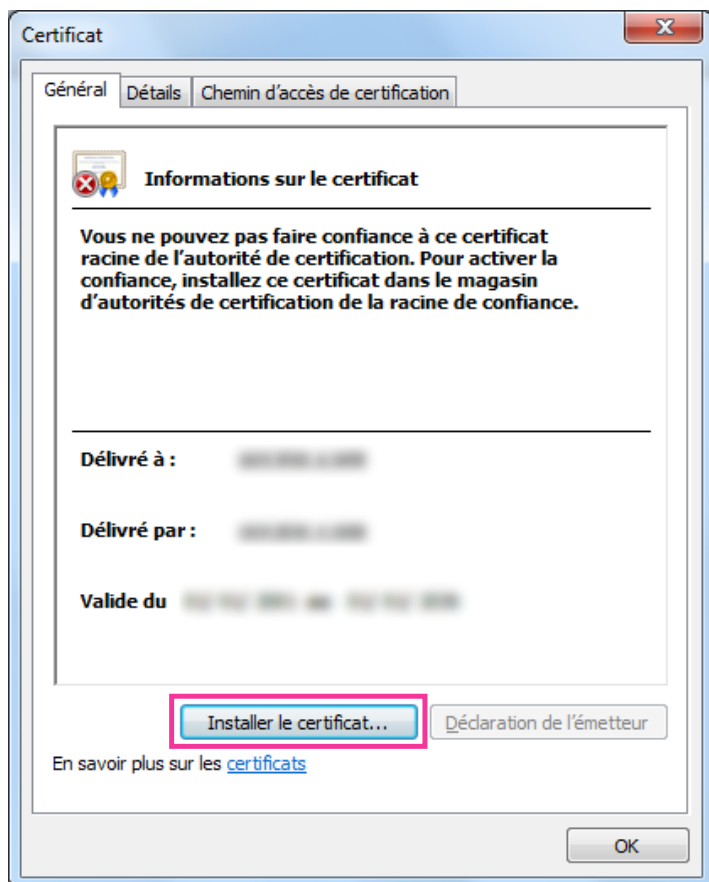 Certificat
Général
Détails
Chemin d'accès de certification
Informations sur le certificat
Vous ne pouvez pas faire confiance à ce certificat
racine de l'autorité de certification. Pour activer la
confiance, installez ce certificat dans le magasin
d'autorités de certification de la racine de confiance.
Délivré à :
Délivré par :
Valide du
Installer le certificat...
Déclaration de l'émetteur
En savoir plus sur les certificats
OK